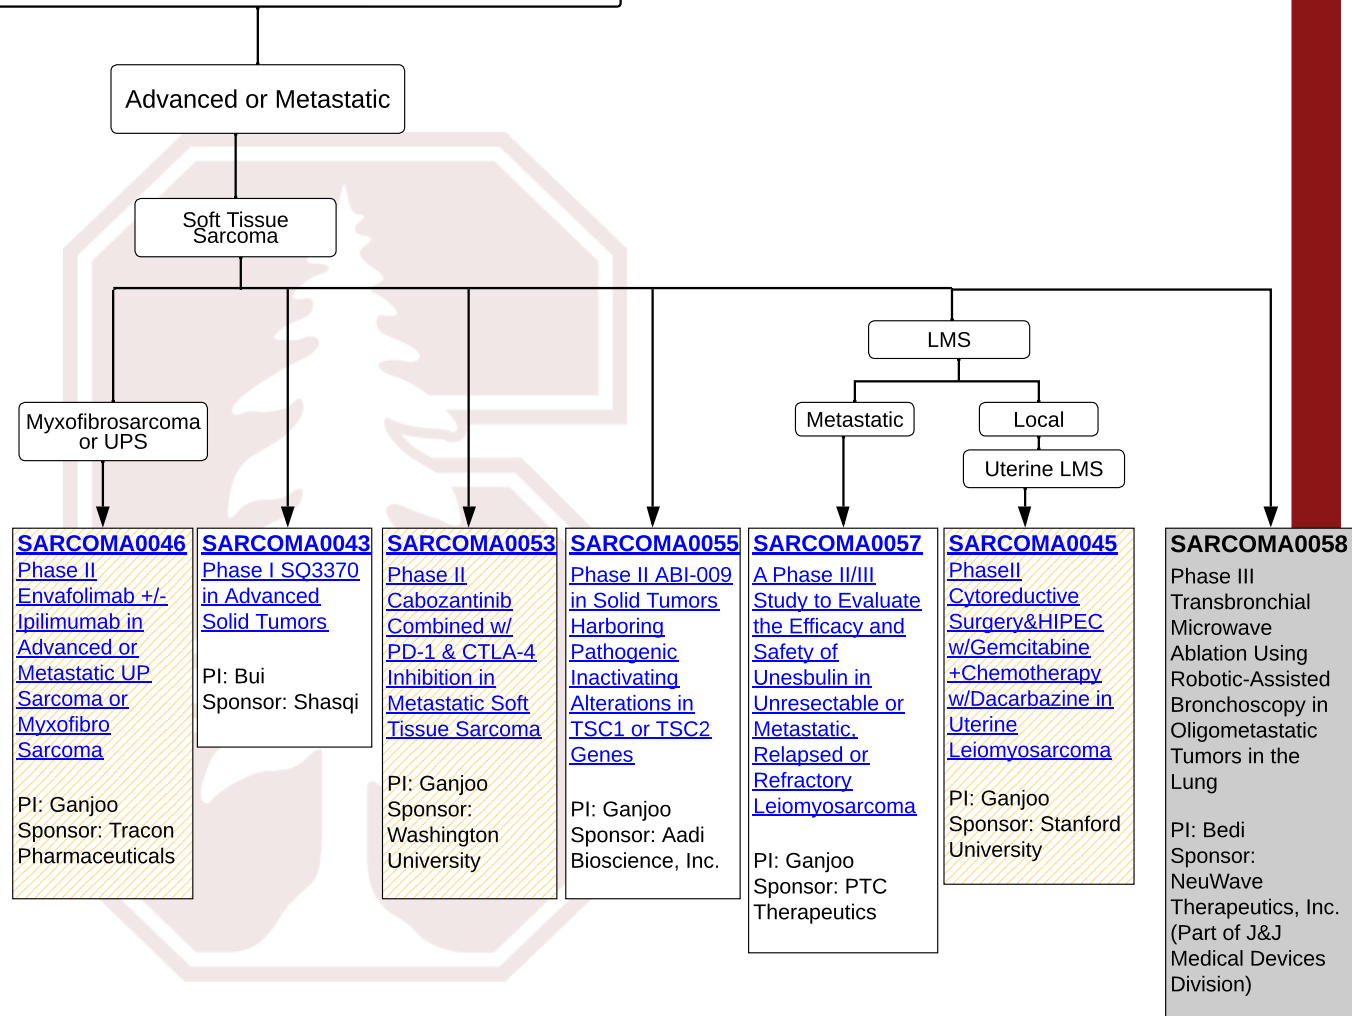 Advanced or Metastatic
Soft Tissue
Sarcoma
LMS
Metastatic
Local
Uterine LMS
Myxofibrosarcoma
or UPS
SARCOMA0046
Phase II
Envafolimab +/-
Ipilimumab in
Advanced or
Metastatic UP
Sarcoma or
Myxofibro
Sarcoma
PI: Ganjoo
Sponsor: Tracon
Pharmaceuticals
SARCOMA0043
Phase I SQ3370
in Advanced
Solid Tumors
PI: Bui
Sponsor: Shasqi
SARCOMA0053
Phase II
Cabozantinib
Combined w/
PD-1 & CTLA-4
Inhibition in
Metastatic Soft
Tissue Sarcoma
PI: Ganjoo
Sponsor:
Washington
University
SARCOMA0055
Phase II ABI-009
in Solid Tumors
Harboring
Pathogenic
Inactivating
Alterations in
TSC1 or TSC2
Genes
PI: Ganjoo
Sponsor: Aadi
Bioscience, Inc.
SARCOMA0057
A Phase II/III
Study to Evaluate
the Efficacy and
Safety of
Unesbulin in
Unresectable or
Metastatic,
Relapsed or
Refractory
Leiomyosarcoma
PI: Ganjoo
Sponsor: PTC
Therapeutics
SARCOMA0045
PhaseII
Cytoreductive
Surgery&HIPEC
w/Gemcitabine
+Chemotherapy
w/Dacarbazine in
Uterine
Leiomyosarcoma
PI: Ganjoo
Sponsor: Stanford
University
SARCOMA0058
Phase III
Transbronchial
Microwave
Ablation Using
Robotic-Assisted
Bronchoscopy in
Oligometastatic
Tumors in the
Lung
PI: Bedi
Sponsor:
NeuWave
Therapeutics, Inc.
(Part of J&J
Medical Devices
Division)